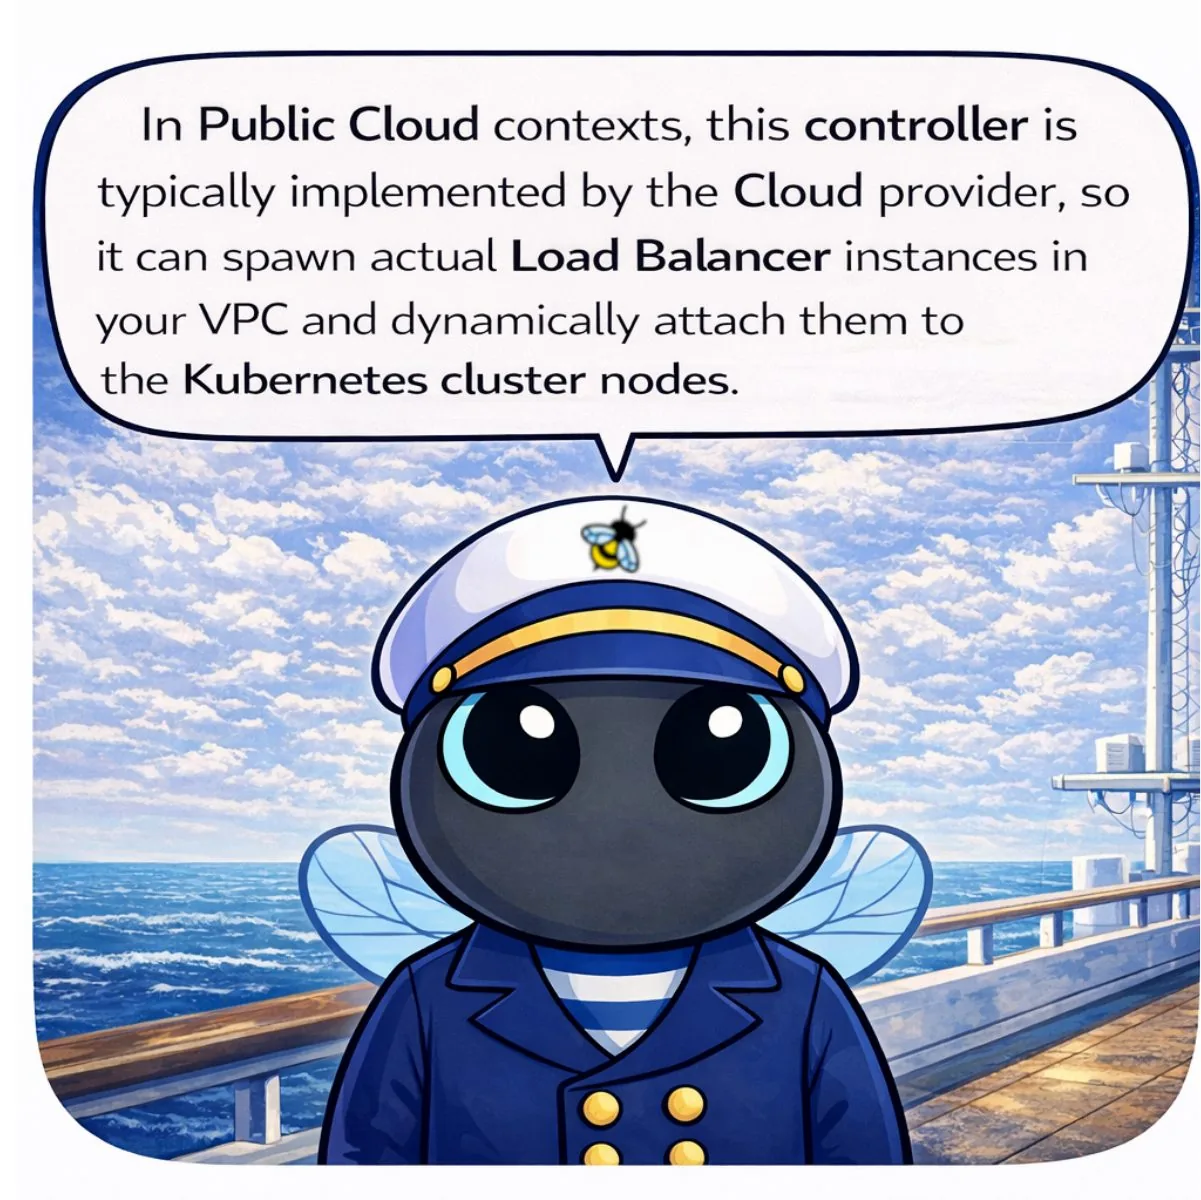 In Public Cloud contexts, this controller is
typically implemented by the Cloud provider, so
it can spawn actual Load Balancer instances in
your VPC and dynamically attach them to
the Kubernetes cluster nodes.